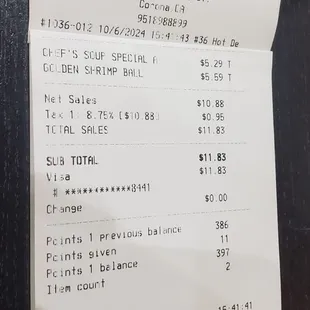 Corona,CA
9518988899
#1036-012 10/6/2024 15:41:43 #36 Hot De
CHEF'S SOUP SPECIAL A $5.29 T
GOLDEN SHRIMP BALL $5.59 T
Net Sales $10.88
Tax 1 8.75% ($10.88) $0.95
TOTAL SALES $11.83
SUB TOTAL $11.83
Visa $11.83
# ************8441
Change $0.00
Points 1 previous balance 386
Points given 11
Points 1 balance 397
Item count 2
15:41:41